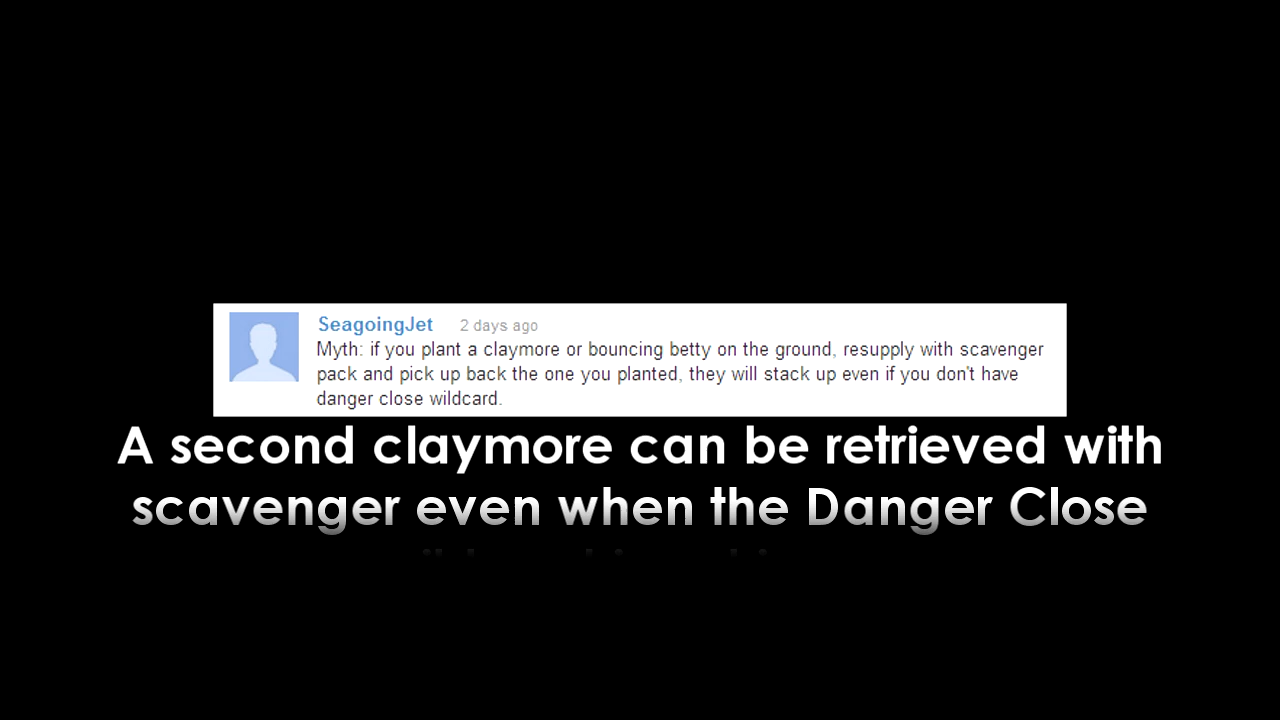 SeagoingJet 2 days ago
Myth: if you plant a claymore or bouncing betty on the ground, resupply with scavenger
pack and pick up back the one you planted, they will stack up even if you don't have
danger close wildcard.
A second claymore can be retrieved with
scavenger even when the Danger Close